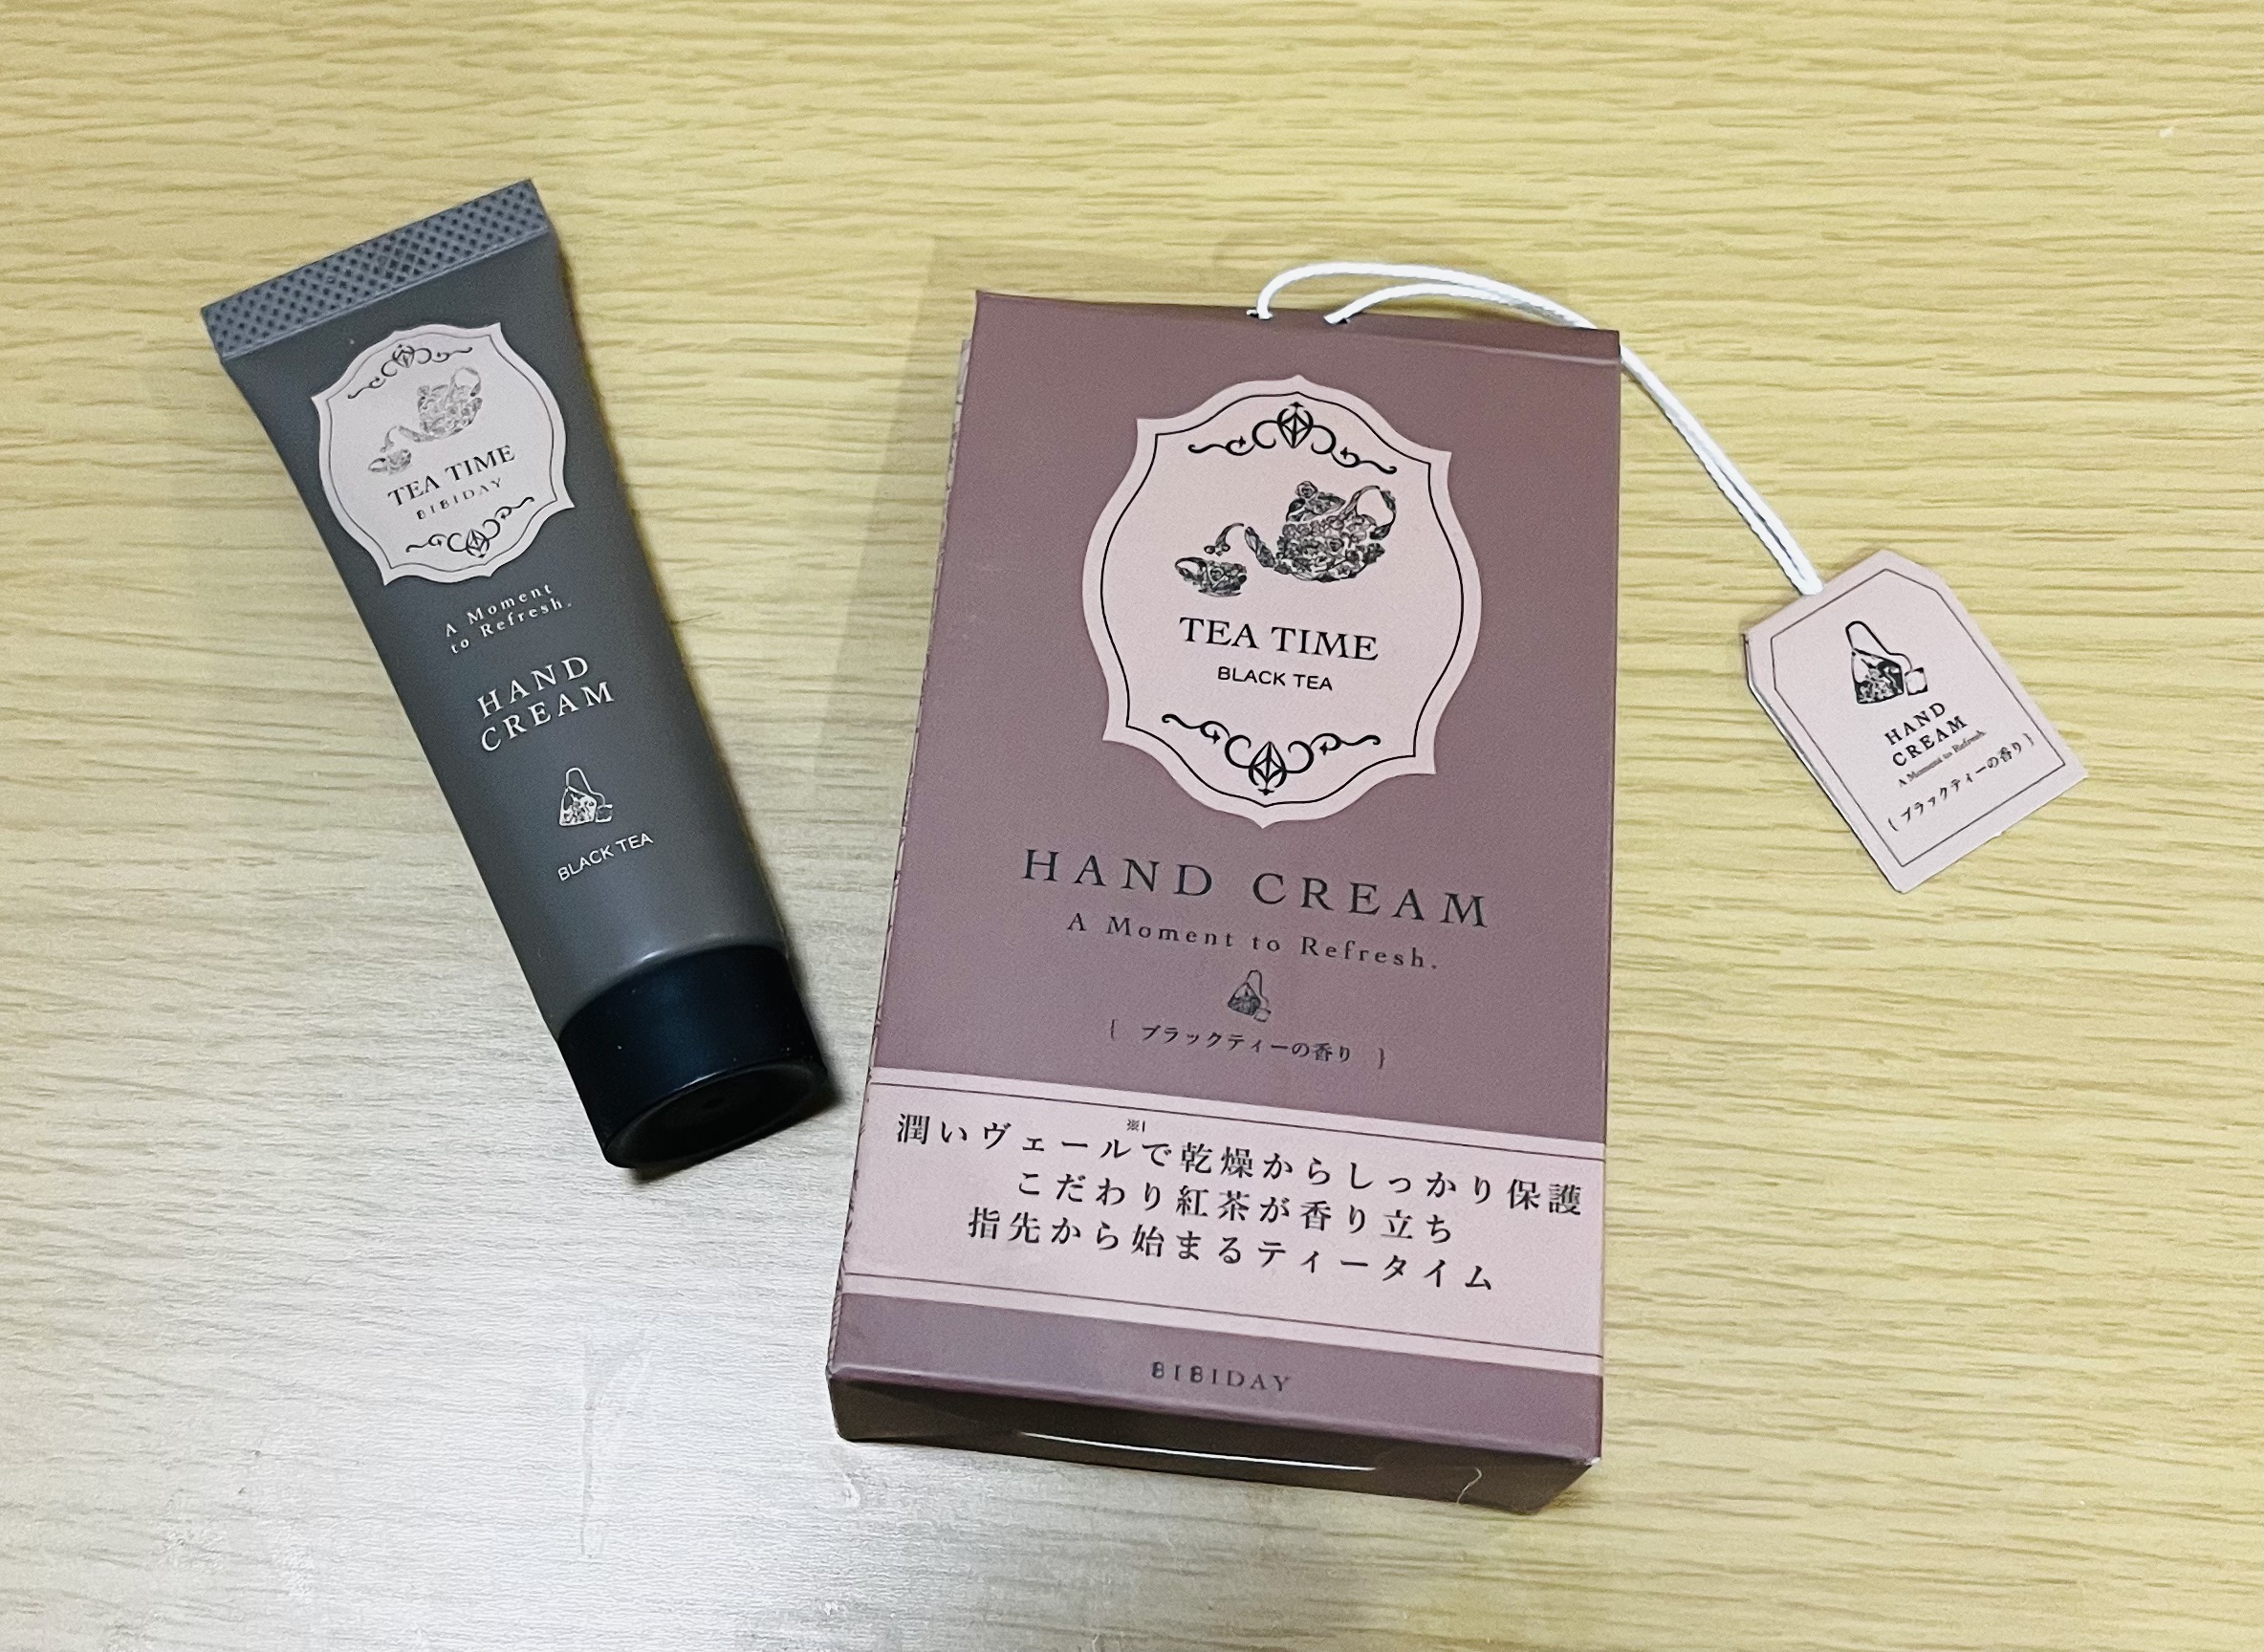 TEA TIME
BIBIDAY
A Moment
to Refresh.
HAND
CREAM
BLACK TEA
TEA TIME
BLACK TEA
HAND CREAM
A Moment to Refresh.
{ ブラックティーの香り }
潤いヴェール※1で乾燥からしっかり保護
こだわり紅茶が香り立ち
指先から始まるティータイム
BIBIDAY
HAND
CREAM
A Moment to Refresh.
{ ブラックティーの香り }